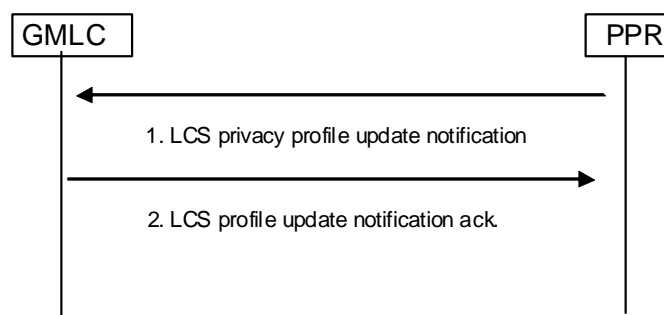 GMLC
PPR
1. LCS privacy profile update notification
2. LCS profile update notification ack.